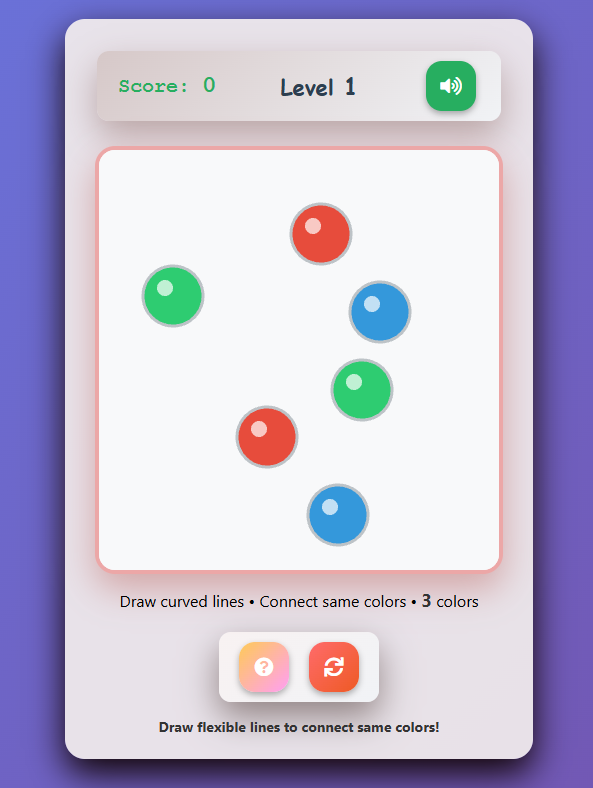 Score: 0
Level 1
Draw curved lines • Connect same colors • 3 colors
?
Draw flexible lines to connect same colors!